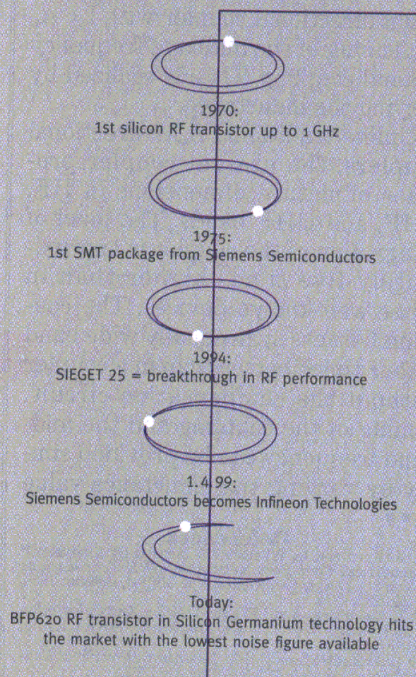 1970:
1st silicon RF transistor up to 1 GHz
1975:
1st SMT package from Siemens Semiconductors
1994:
SIEGET 25 = breakthrough in RF performance
1.4.99:
Siemens Semiconductors becomes Infineon Technologies
Today:
BFP620 RF transistor in Silicon Germanium technology hits
the market with the lowest noise figure available